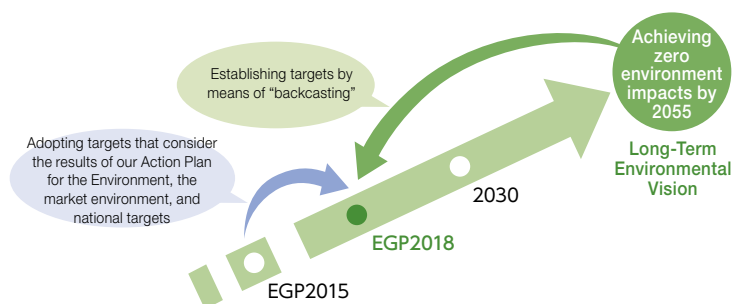 Achieving
zero
environment
impacts by
2055
Long-Term
Environmental
Vision
Establishing targets by
means of “backcasting”
Adopting targets that consider
the results of our Action Plan
for the Environment, the
market environment, and
national targets
2030
EGP2018
EGP2015